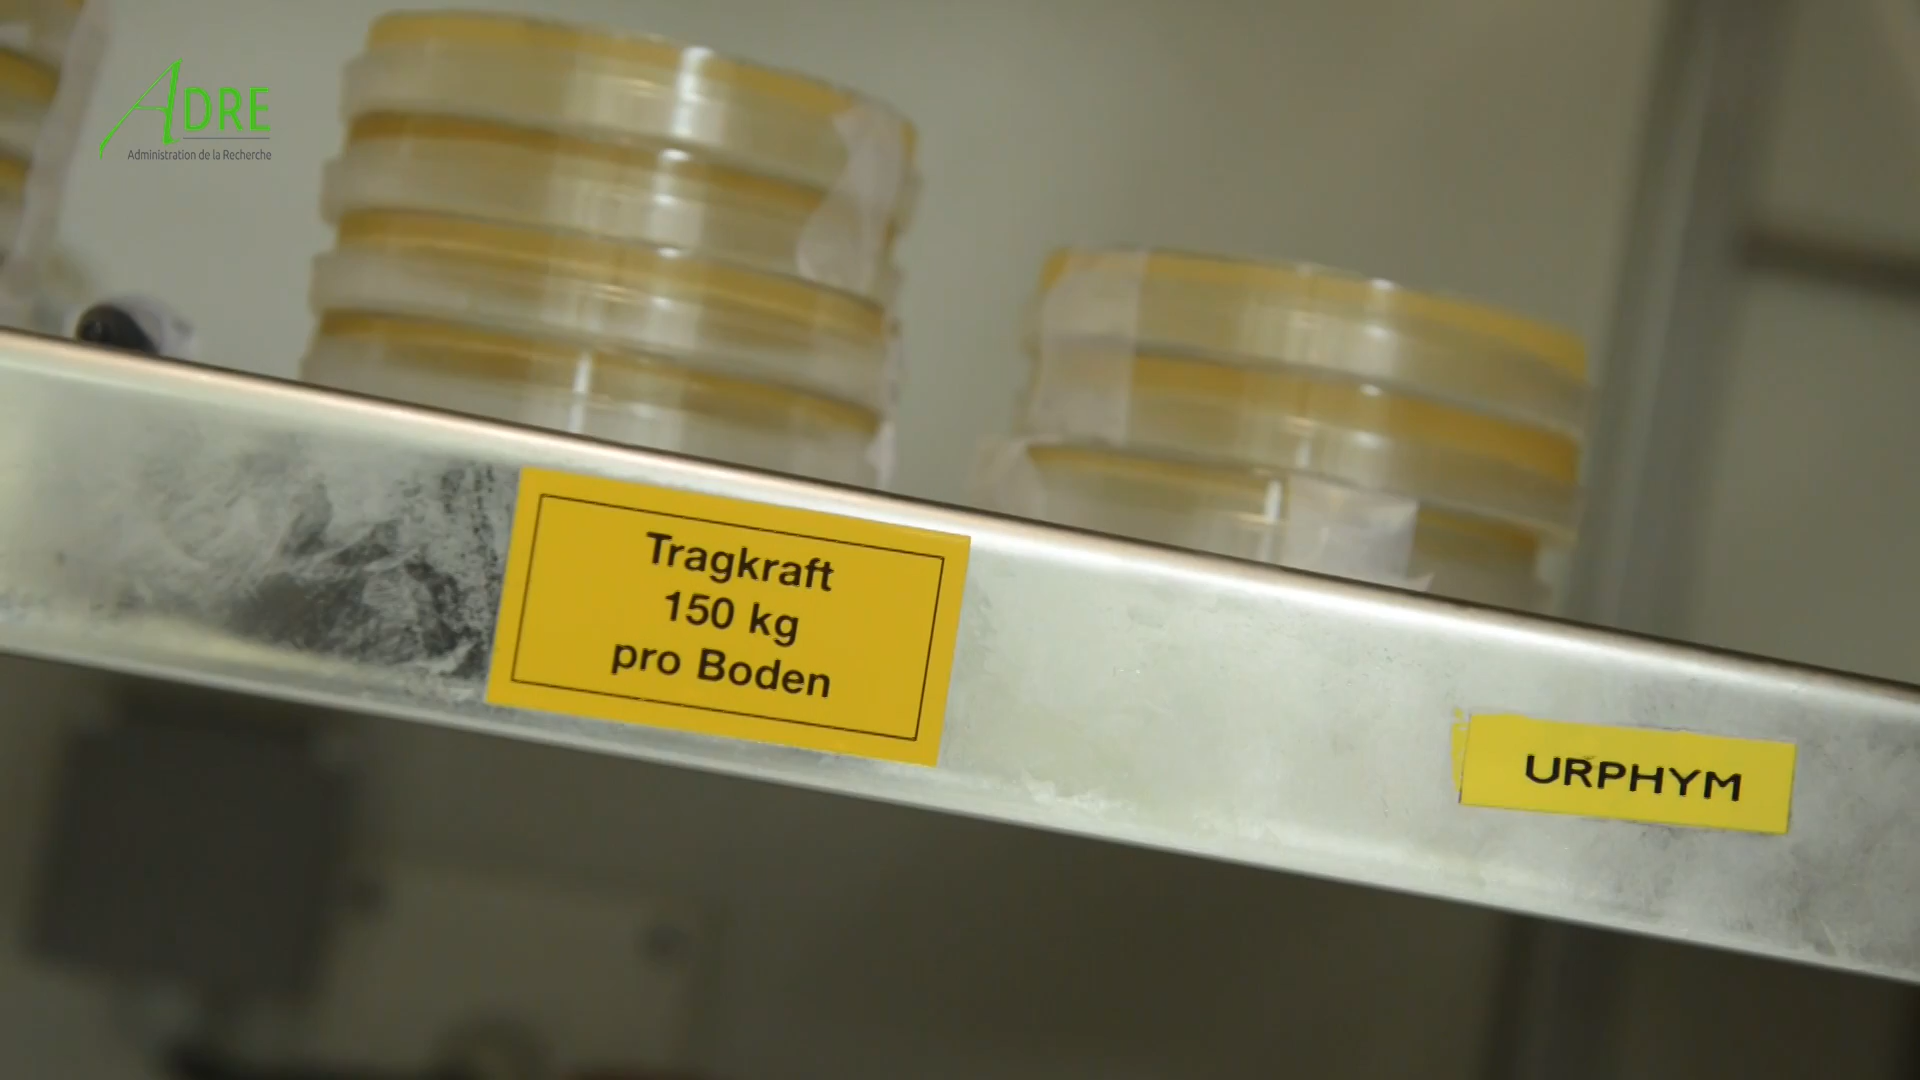 ADRE
Administration de la Recherche
Tragkraft
150 kg
pro Boden
URPHYM